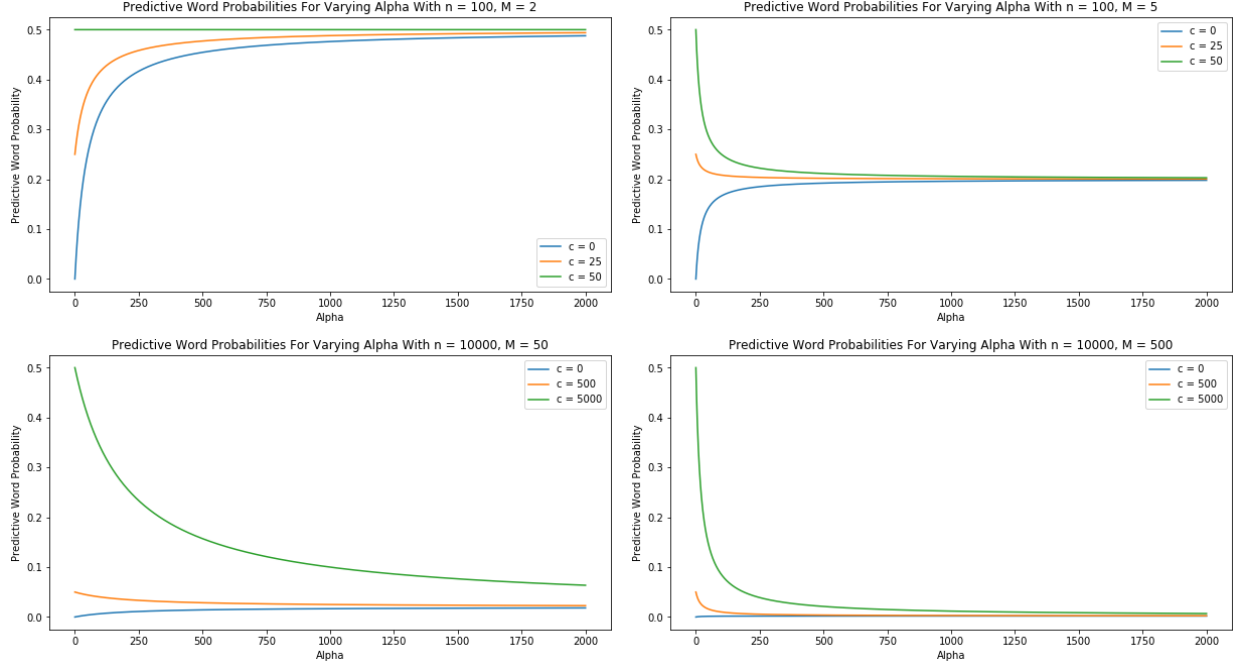 Predictive Word Probabilities For Varying Alpha With n = 100, M = 2
Predictive Word Probability
0.5
0.4
0.3
0.2
0.1
0.0
c = 0
c = 25
c = 50
0 250 500 750 1000 1250 1500 1750 2000
Alpha
Predictive Word Probabilities For Varying Alpha With n = 100, M = 5
Predictive Word Probability
0.5
0.4
0.3
0.2
0.1
0.0
c = 0
c = 25
c = 50
0 250 500 750 1000 1250 1500 1750 2000
Alpha
Predictive Word Probabilities For Varying Alpha With n = 10000, M = 50
Predictive Word Probability
0.5
0.4
0.3
0.2
0.1
0.0
c = 0
c = 500
c = 5000
0 250 500 750 1000 1250 1500 1750 2000
Alpha
Predictive Word Probabilities For Varying Alpha With n = 10000, M = 500
Predictive Word Probability
0.5
0.4
0.3
0.2
0.1
0.0
c = 0
c = 500
c = 5000
0 250 500 750 1000 1250 1500 1750 2000
Alpha